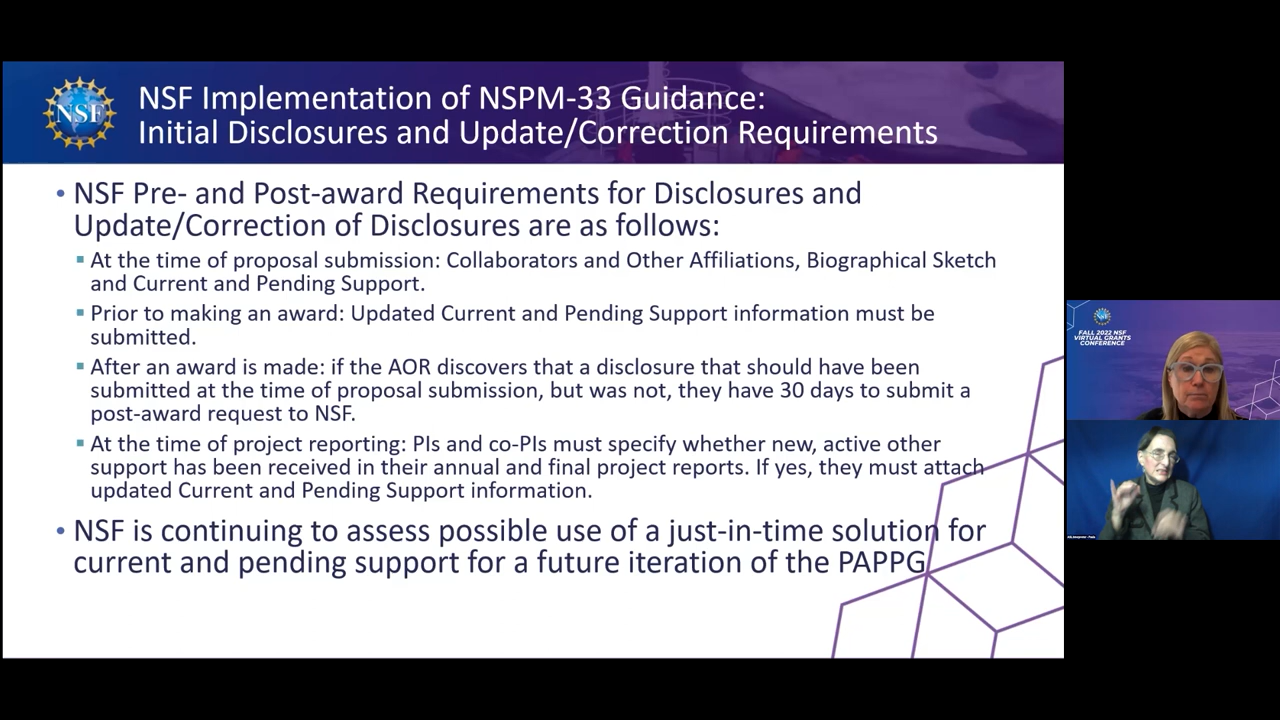 NSF
NSF Implementation of NSPM-33 Guidance:
Initial Disclosures and Update/Correction Requirements
• NSF Pre- and Post-award Requirements for Disclosures and
Update/Correction of Disclosures are as follows:
▪ At the time of proposal submission: Collaborators and Other Affiliations, Biographical Sketch
and Current and Pending Support.
▪ Prior to making an award: Updated Current and Pending Support information must be
submitted.
▪ After an award is made: if the AOR discovers that a disclosure that should have been
submitted at the time of proposal submission, but was not, they have 30 days to submit a
post-award request to NSF.
▪ At the time of project reporting: PIs and co-PIs must specify whether new, active other
support has been received in their annual and final project reports. If yes, they must attach
updated Current and Pending Support information.
• NSF is continuing to assess possible use of a just-in-time solution for
current and pending support for a future iteration of the PAPPG
FALL 2022 NSF
VIRTUAL GRANTS
CONFERENCE